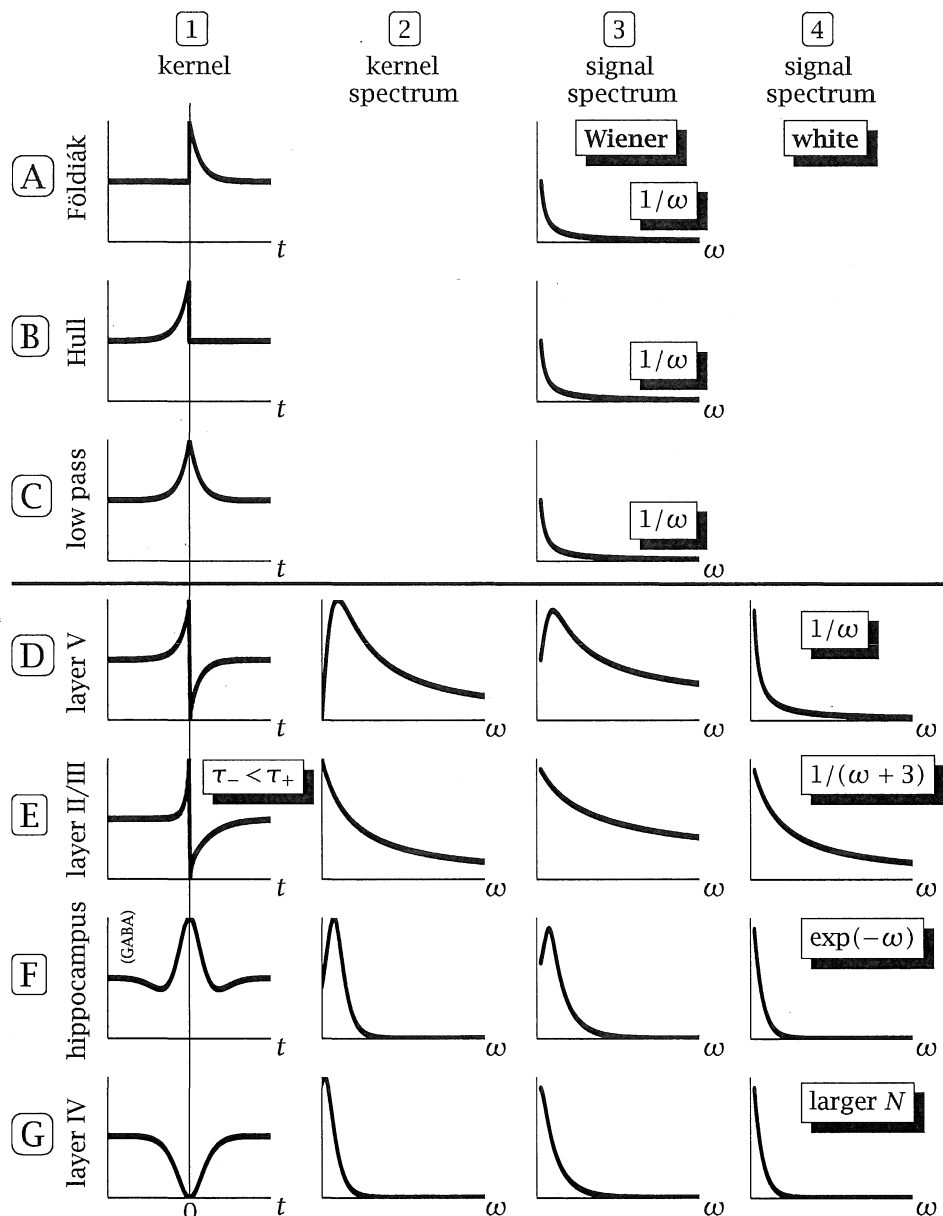 1 2 3 4
kernel kernel signal signal
spectrum spectrum spectrum
Wiener white
A Földiák 1/ω
t ω
B Hull 1/ω
t ω
C low pass 1/ω
t ω
D layer V 1/ω
t ω ω ω
E layer II/III τ₋ < τ₊ 1/(ω + 3)
t ω ω ω
F hippocampus (GABA) exp(−ω)
t ω ω ω
G layer IV larger N
0 t ω ω ω